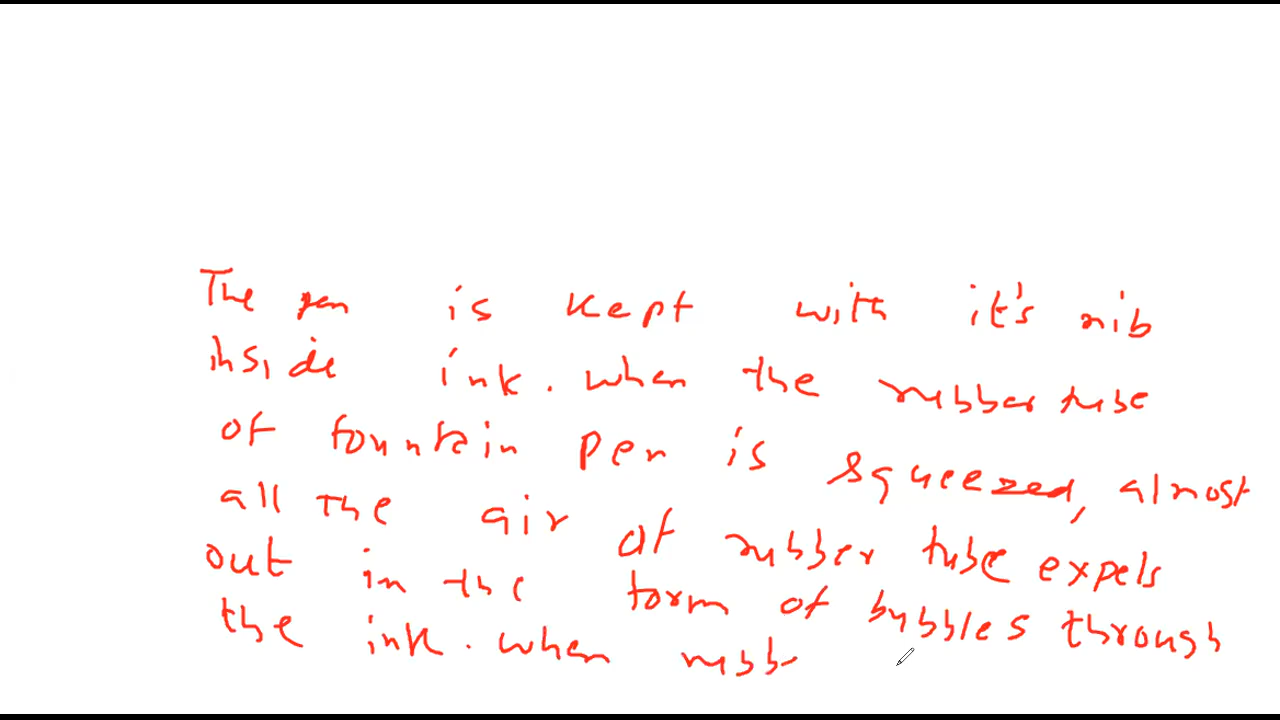 The pen is kept with it's nib
inside ink. when the rubber tube
of fountain pen is squeezed, almost
all the air of rubber tube expels
out in the form of bubbles through
the ink. when rubb